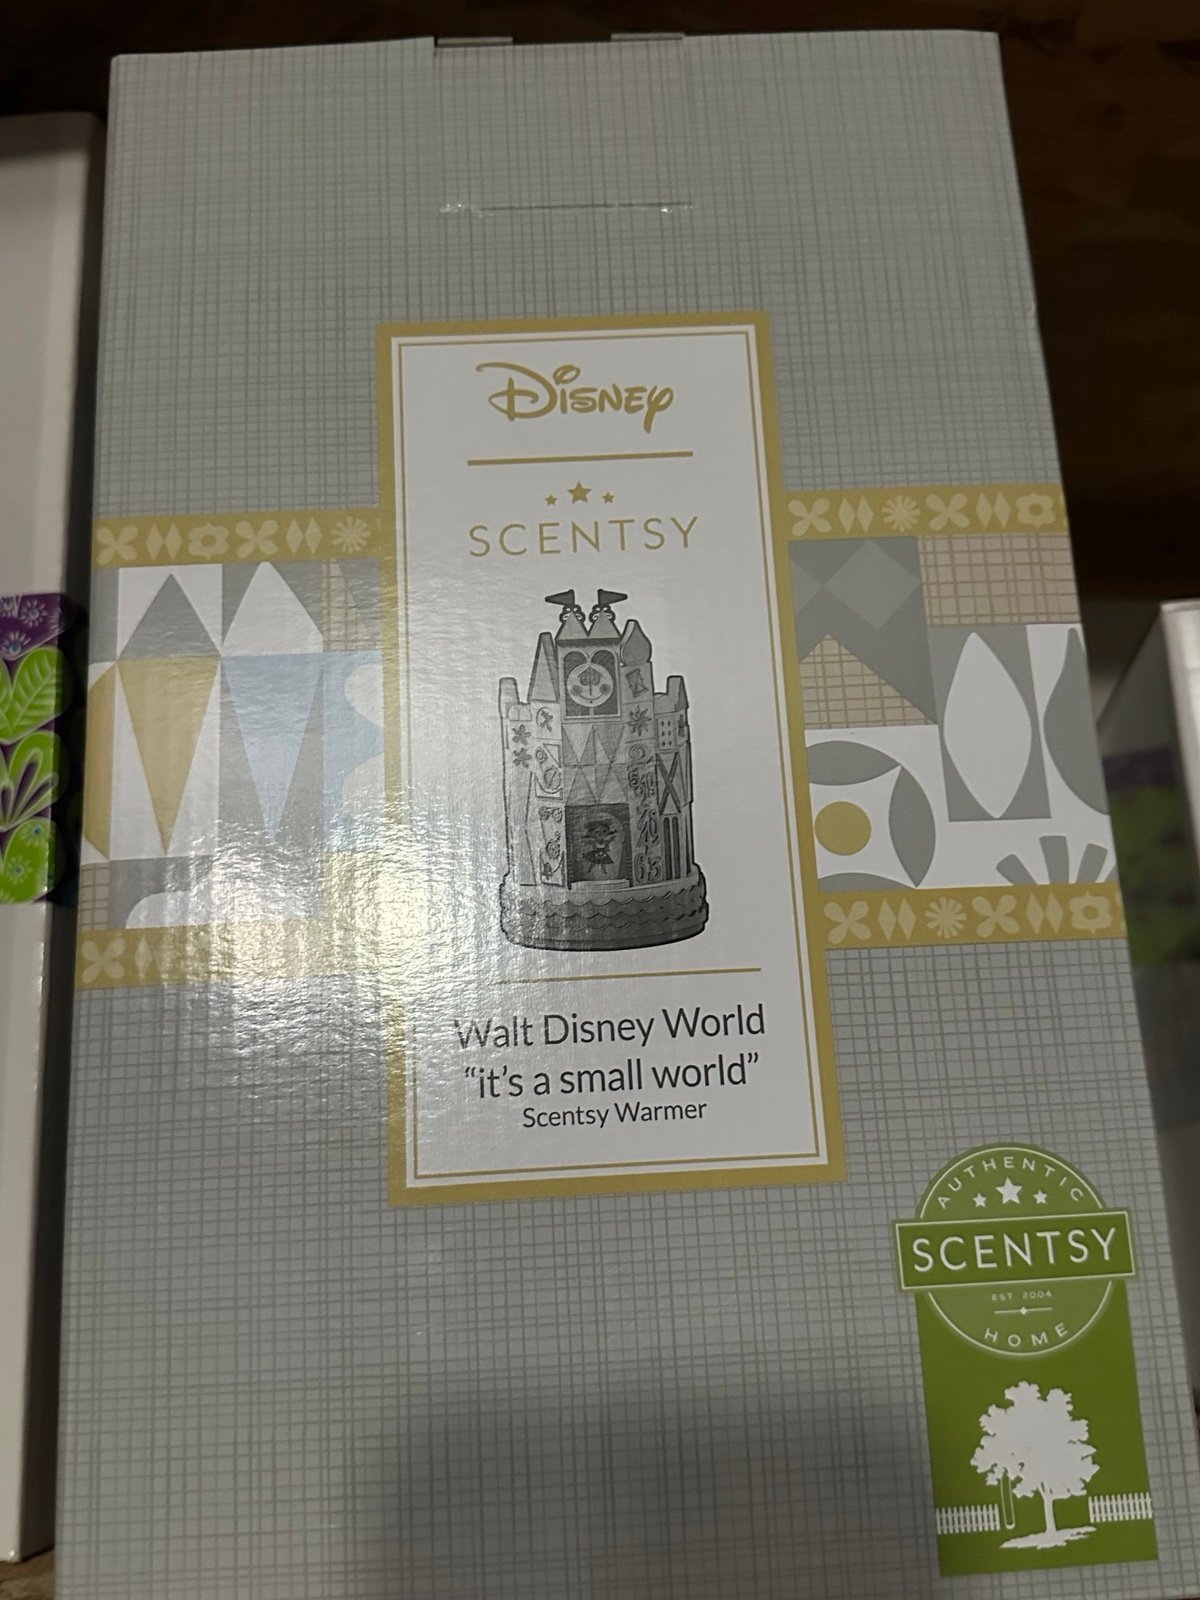 Disney
SCENTSY
Walt Disney World
“it’s a small world”
Scentsy Warmer
AUTHENTIC
SCENTSY
EST. 2004
HOME